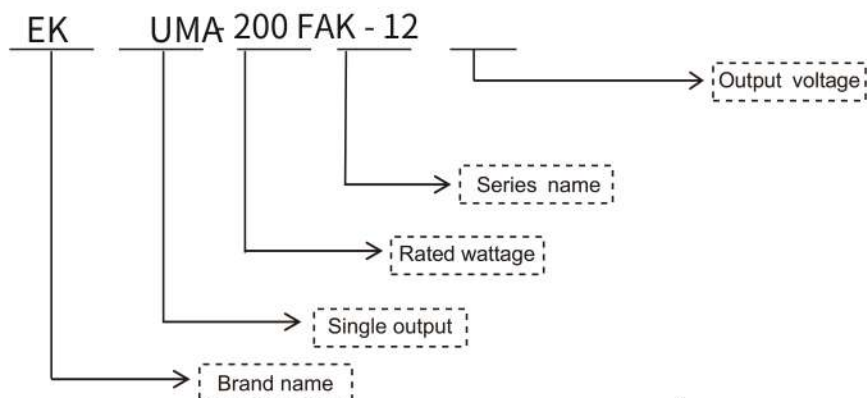 EK UMA-200 FAK - 12
Output voltage
Series name
Rated wattage
Single output
Brand name